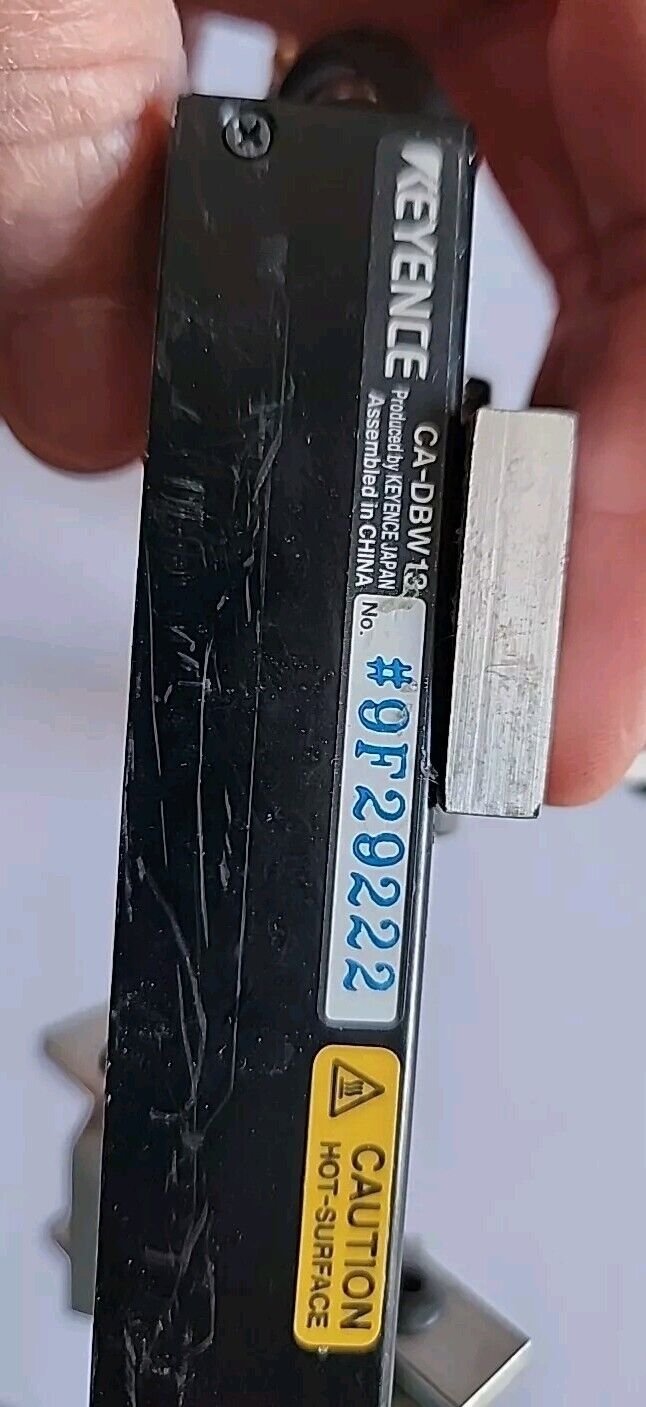 KEYENCE
CA-DBW13
Produced by KEYENCE JAPAN
Assembled in CHINA
No.
#9F29222
CAUTION
HOT-SURFACE